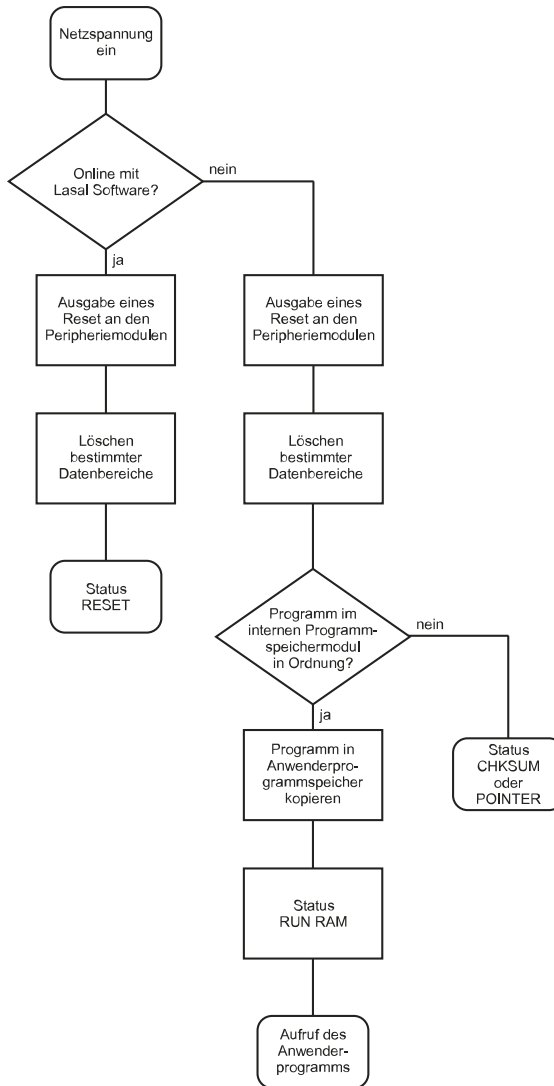 Netzspannung
ein
Online mit
Lasal Software?
nein
ja
Ausgabe eines
Reset an den
Peripheriemodulen
Ausgabe eines
Reset an den
Peripheriemodulen
Löschen
bestimmter
Datenbereiche
Löschen
bestimmter
Datenbereiche
Status
RESET
Programm im
internen Programm-
speichermodul
in Ordnung?
nein
ja
Programm in
Anwenderpro-
grammspeicher
kopieren
Status
CHKSUM
oder
POINTER
Status
RUN RAM
Aufruf des
Anwender-
programms